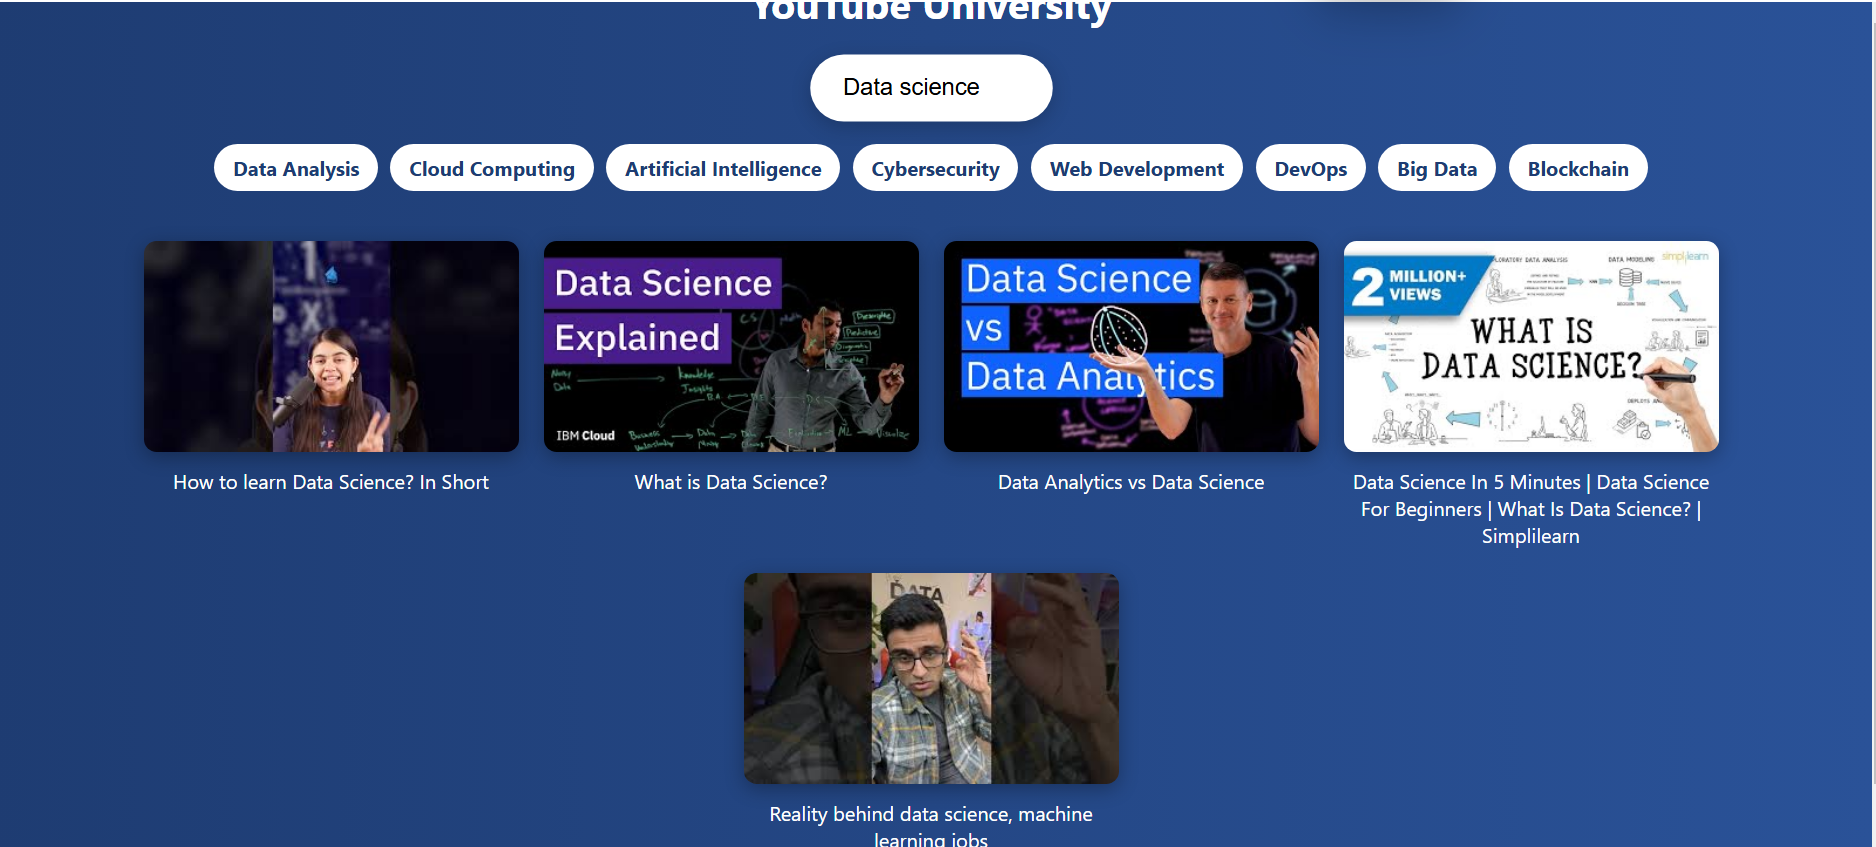 YouTube University
Data science
Data Analysis
Cloud Computing
Artificial Intelligence
Cybersecurity
Web Development
DevOps
Big Data
Blockchain
Data Science
Explained
IBM Cloud
Data Science
vs
Data Analytics
2 MILLION+
VIEWS
DATA MODELING
simplilearn
WHAT IS
DATA SCIENCE?
How to learn Data Science? In Short
What is Data Science?
Data Analytics vs Data Science
Data Science In 5 Minutes | Data Science
For Beginners | What Is Data Science? |
Simplilearn
DATA
Reality behind data science, machine
learning jobs